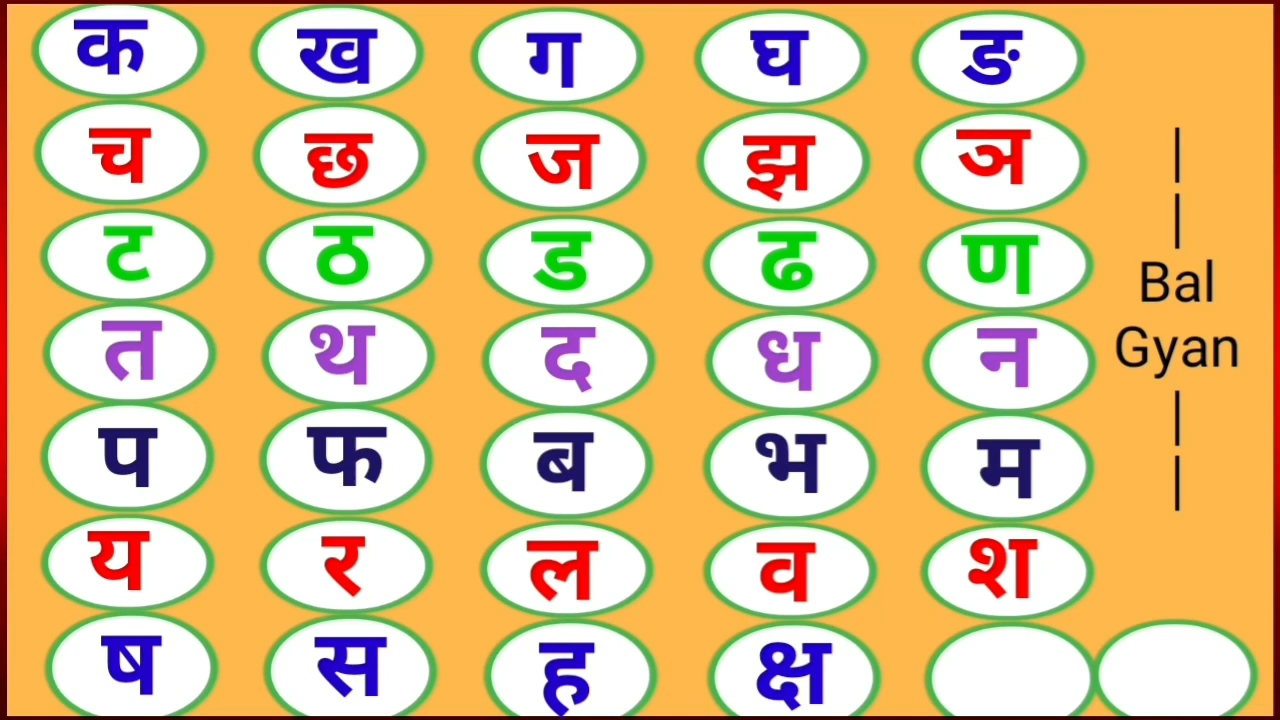 क ख ग घ ङ
च छ ज झ ञ
ट ठ ड ढ ण
त थ द ध न
प फ ब भ म
य र ल व श
ष स ह क्ष
|
|
Bal
Gyan
|
|